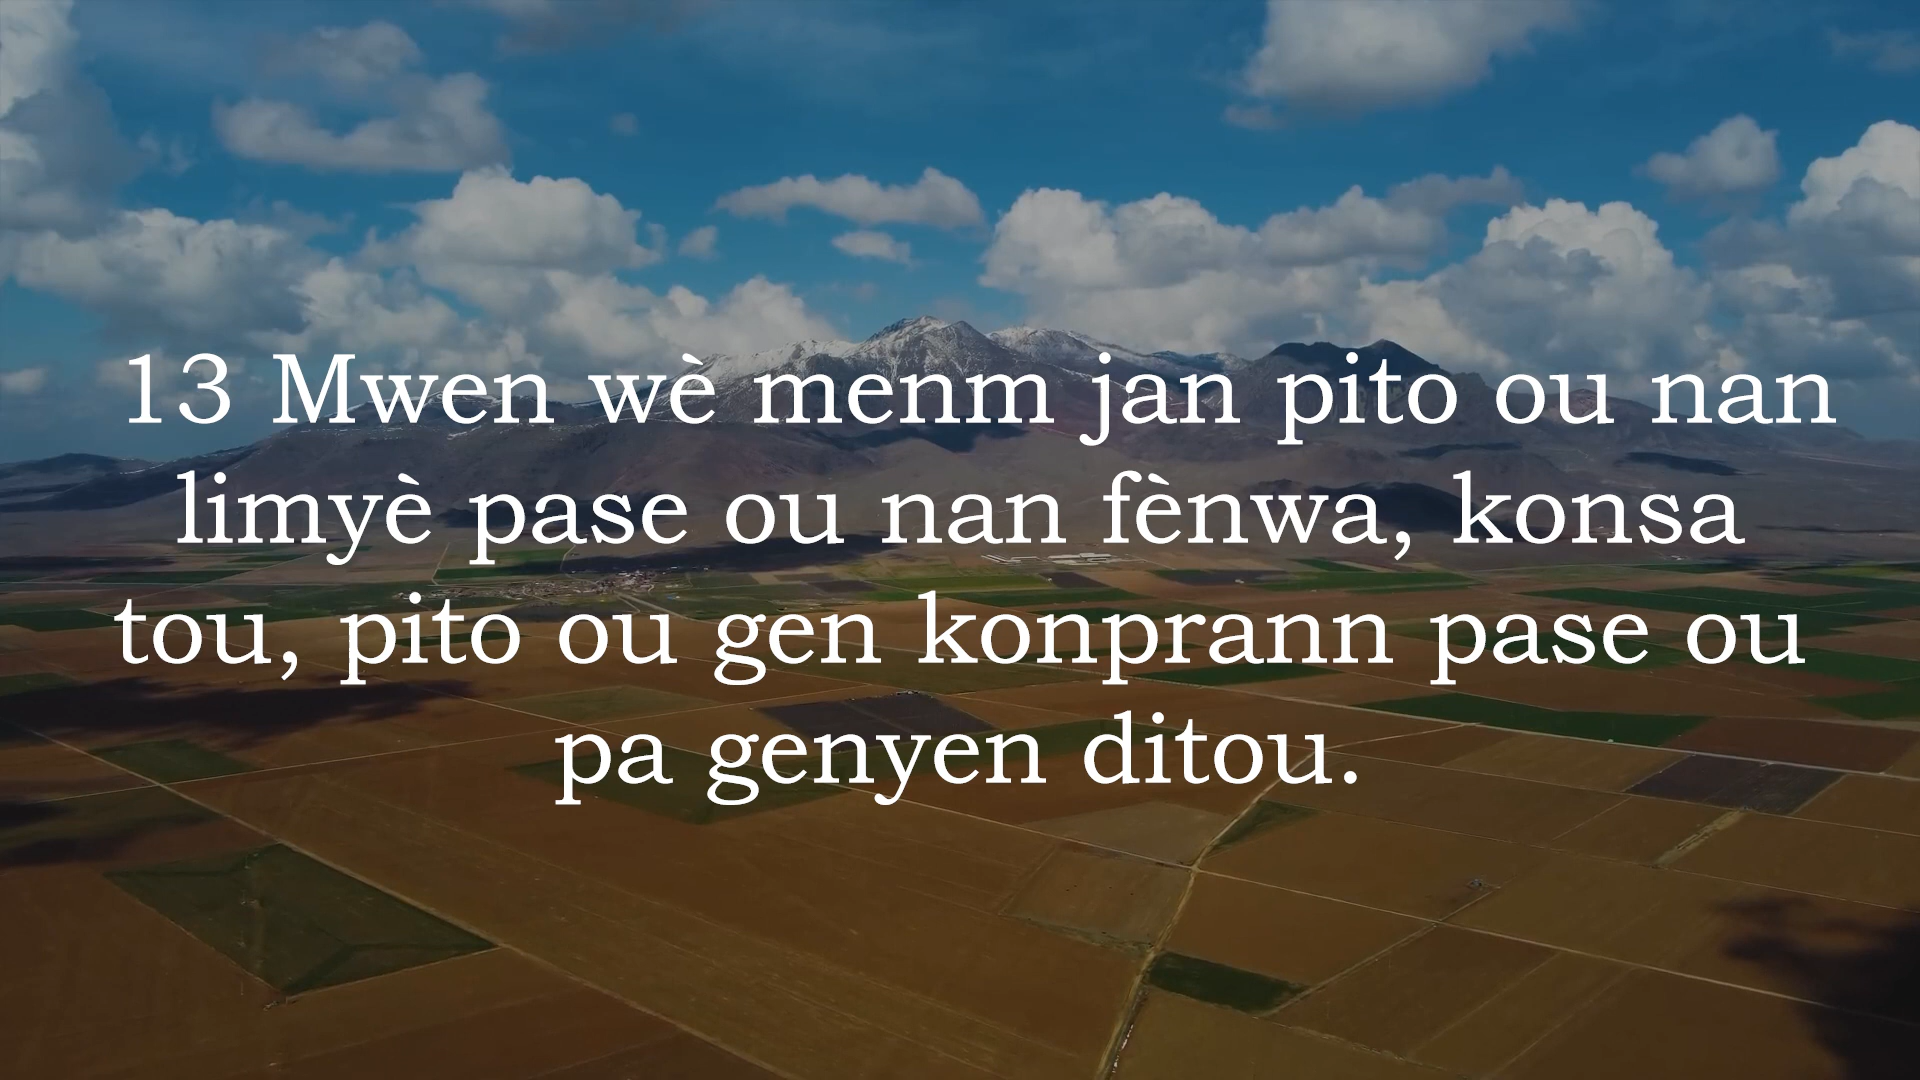 13 Mwen wè menm jan pito ou nan
limyè pase ou nan fènwa, konsa
tou, pito ou gen konprann pase ou
pa genyen ditou.